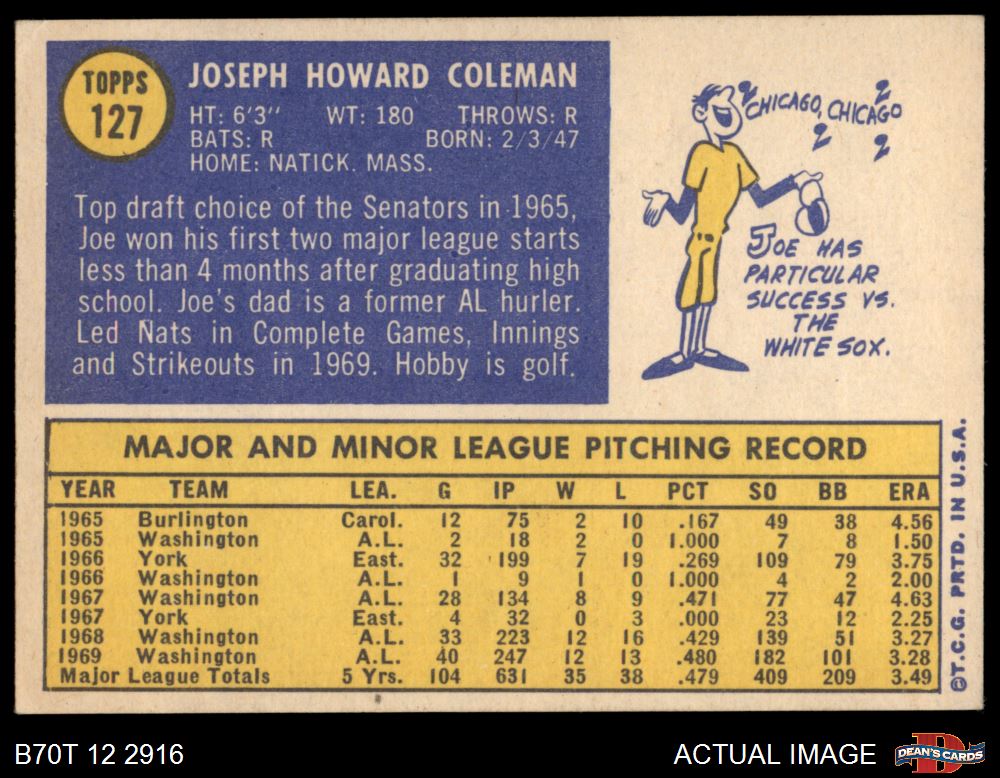 TOPPS
127
JOSEPH HOWARD COLEMAN
HT: 6'3" WT: 180 THROWS: R
BATS: R BORN: 2/3/47
HOME: NATICK. MASS.
Top draft choice of the Senators in 1965,
Joe won his first two major league starts
less than 4 months after graduating high
school. Joe's dad is a former AL hurler.
Led Nats in Complete Games, Innings
and Strikeouts in 1969. Hobby is golf.
CHICAGO, CHICAGO
JOE HAS
PARTICULAR
SUCCESS VS.
THE
WHITE SOX.
MAJOR AND MINOR LEAGUE PITCHING RECORD
YEAR TEAM LEA. G IP W L PCT SO BB ERA
1965 Burlington Carol. 12 75 2 10 .167 49 38 4.56
1965 Washington A.L. 2 18 2 0 1.000 7 8 1.50
1966 York East. 32 199 7 19 .269 109 79 3.75
1966 Washington A.L. 1 9 1 0 1.000 4 2 2.00
1967 Washington A.L. 28 134 8 9 .471 77 47 4.63
1967 York East. 4 32 0 3 .000 23 12 2.25
1968 Washington A.L. 33 223 12 16 .429 139 51 3.27
1969 Washington A.L. 40 247 12 13 .480 182 101 3.28
Major League Totals 5 Yrs. 104 631 35 38 .479 409 209 3.49
©T.C.G. PRTD. IN U.S.A.
B70T 12 2916
ACTUAL IMAGE
DEAN'S CARDS